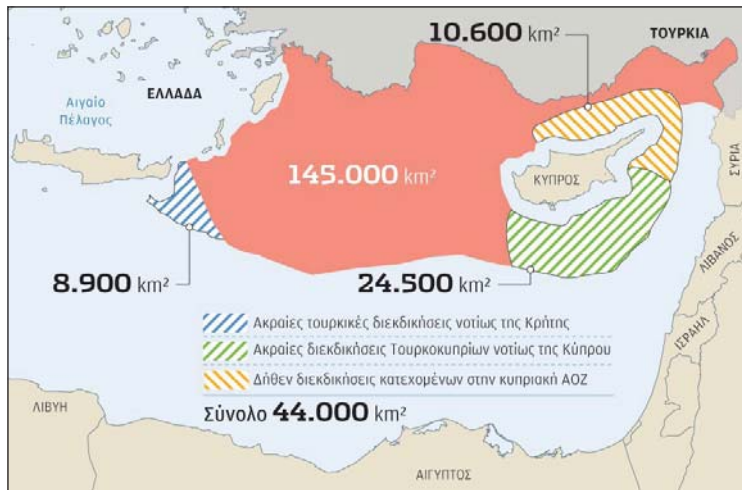 10.600 km²
ΤΟΥΡΚΙΑ
ΕΛΛΑΔΑ
Αιγαίο
Πέλαγος
145.000 km²
ΚΥΠΡΟΣ
ΣΥΡΙΑ
ΛΙΒΑΝΟΣ
8.900 km²
24.500 km²
Ακραίες τουρκικές διεκδικήσεις νοτίως της Κρήτης
Ακραίες διεκδικήσεις Τουρκοκυπρίων νοτίως της Κύπρου
Δήθεν διεκδικήσεις κατεχομένων στην κυπριακή ΑΟΖ
Σύνολο 44.000 km²
ΙΣΡΑΗΛ
ΛΙΒΥΗ
ΑΙΓΥΠΤΟΣ